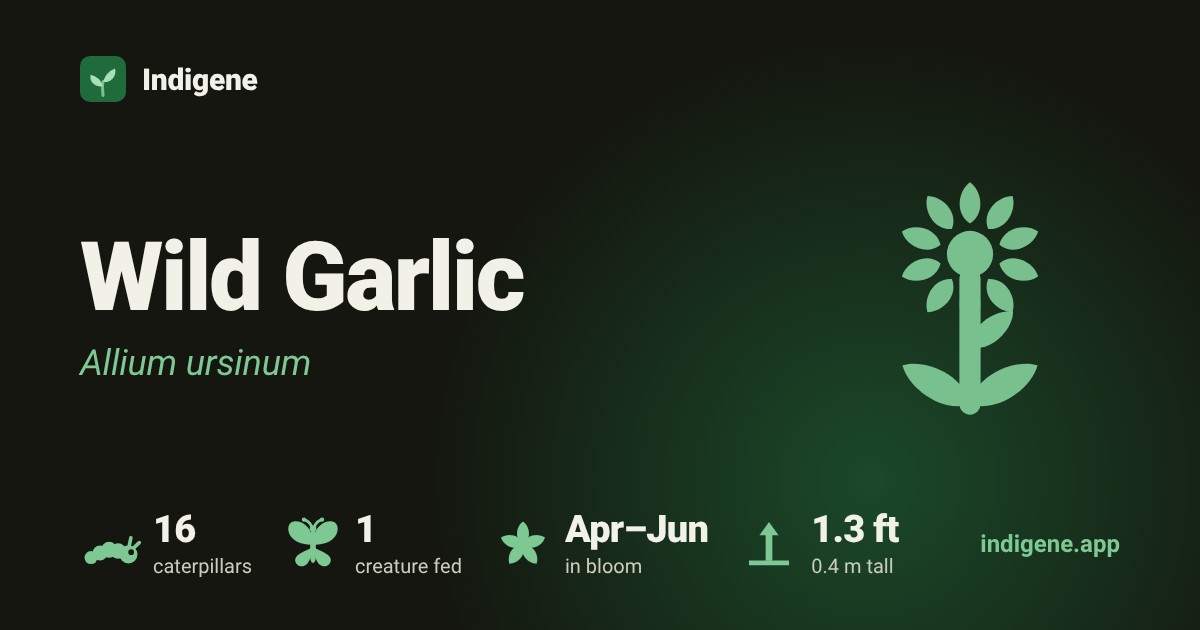 Indigene
Wild Garlic
Allium ursinum
16
caterpillars
1
creature fed
Apr–Jun
in bloom
1.3 ft
0.4 m tall
indigene.app